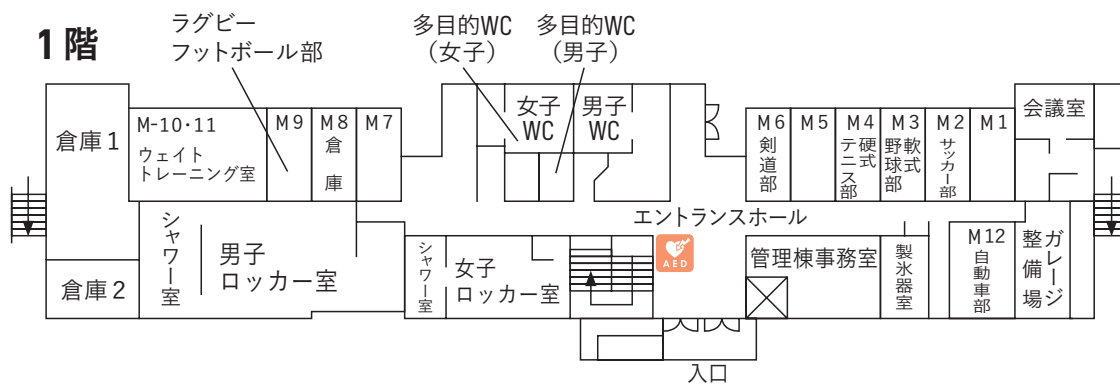 1階
ラグビー
フットボール部
多目的WC
（女子）
多目的WC
（男子）
倉庫1
M-10・11
ウェイト
トレーニング室
M9
M8
倉庫
M7
女子
WC
男子
WC
M6
剣道部
M5
M4
硬式
テニス部
M3
軟式
野球部
M2
サッカー部
M1
会議室
エントランスホール
倉庫2
シャワー室
男子
ロッカー室
シャワー室
女子
ロッカー室
AED
管理棟事務室
製氷器室
M12
自動車部
ガレージ
整備場
入口